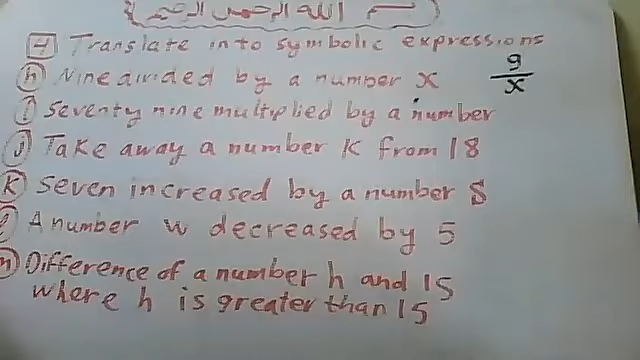 بسم الله الرحمن الرحيم
4 Translate into symbolic expressions
h Nine divided by a number x 9/x
i Seventy nine multiplied by a number
j Take away a number K from 18
K Seven increased by a number S
l A number w decreased by 5
m Difference of a number h and 15
where h is greater than 15